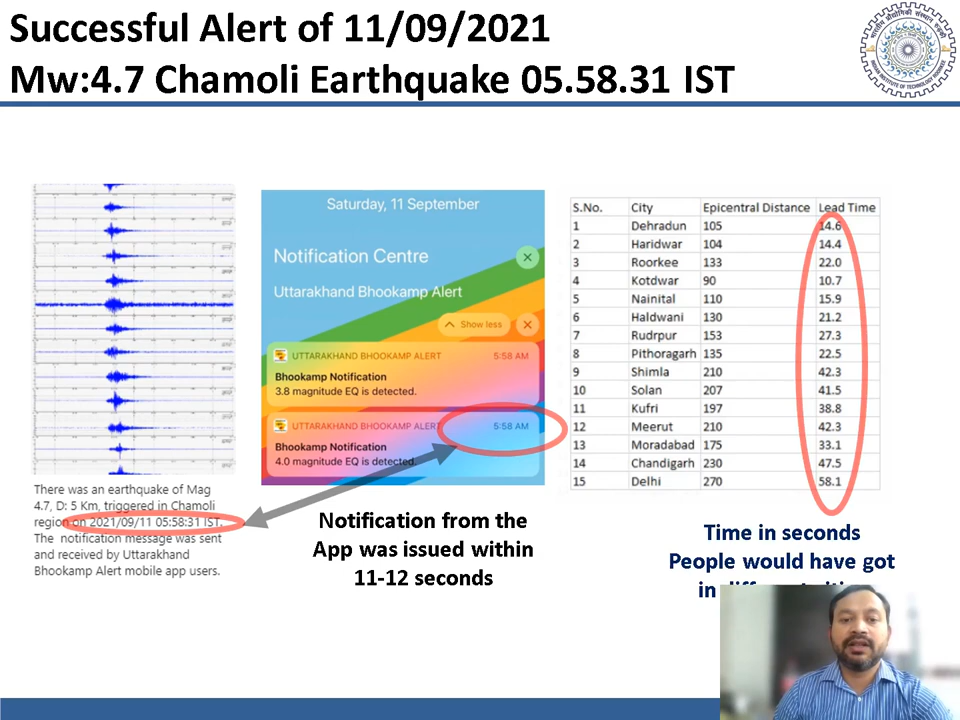 Successful Alert of 11/09/2021
Mw:4.7 Chamoli Earthquake 05.58.31 IST
There was an earthquake of Mag
4.7, D: 5 Km, triggered in Chamoli
region on 2021/09/11 05:58:31 IST.
The notification message was sent
and received by Uttarakhand
Bhookamp Alert mobile app users.
Saturday, 11 September
Notification Centre
Uttarakhand Bhookamp Alert
Show less
UTTARAKHAND BHOOKAMP ALERT 5:58 AM
Bhookamp Notification
3.8 magnitude EQ is detected.
UTTARAKHAND BHOOKAMP ALERT 5:58 AM
Bhookamp Notification
4.0 magnitude EQ is detected.
Notification from the
App was issued within
11-12 seconds
S.No. City Epicentral Distance Lead Time
1 Dehradun 105 14.6
2 Haridwar 104 14.4
3 Roorkee 133 22.0
4 Kotdwar 90 10.7
5 Nainital 110 15.9
6 Haldwani 130 21.2
7 Rudrpur 153 27.3
8 Pithoragarh 135 22.5
9 Shimla 210 42.3
10 Solan 207 41.5
11 Kufri 197 38.8
12 Meerut 210 42.3
13 Moradabad 175 33.1
14 Chandigarh 230 47.5
15 Delhi 270 58.1
Time in seconds
People would have got
in